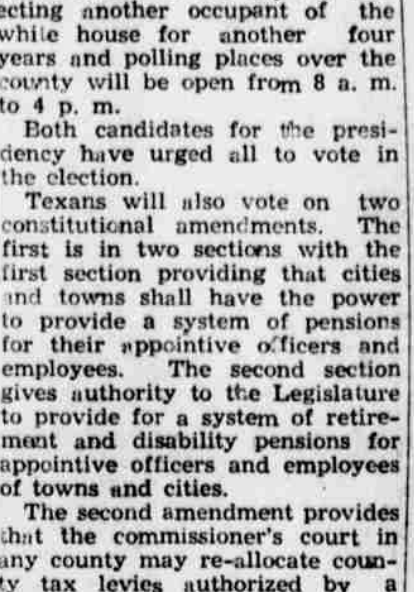 ecting another occupant of the
while house for another four
years and polling places over the
county will be open from 8 a. m.
to 4 p. m.
Both candidates for the presi-
dency have urged all to vote in
the election.
Texans will also vote on two
constitutional amendments. The
first is in two sections with the
first section providing that cities
and towns shall have the power
to provide a system of pensions
for their appointive officers and
employees. The second section
gives authority to the Legislature
to provide for a system of retire-
ment and disability pensions for
appointive officers and employees
of towns and cities.
The second amendment provides
that the commissioner's court in
any county may re-allocate coun-
ty tax levies authorized by a